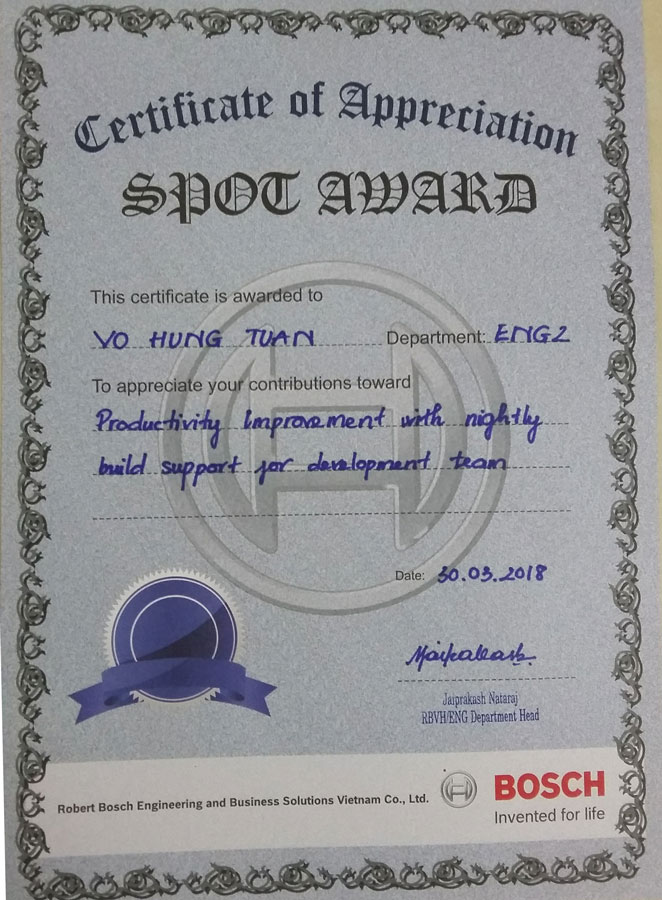 Certificate of Appreciation
SPOT AWARD
This certificate is awarded to
VO HUNG TUAN Department: ENG2
To appreciate your contributions toward
Productivity Improvement with nightly
build support for development team
Date: 30.03.2018
Jaiprakash Nataraj
RBVH/ENG Department Head
Robert Bosch Engineering and Business Solutions Vietnam Co., Ltd.
BOSCH
Invented for life